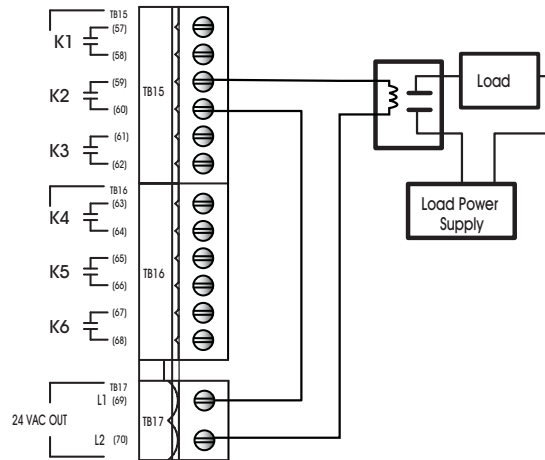 TB15
K1
(57)
(58)
K2
(59)
(60)
K3
(61)
(62)
TB15
TB16
K4
(63)
(64)
K5
(65)
(66)
K6
(67)
(68)
TB16
TB17
24 VAC OUT
L1 (69)
L2 (70)
TB17
Load
Load Power
Supply